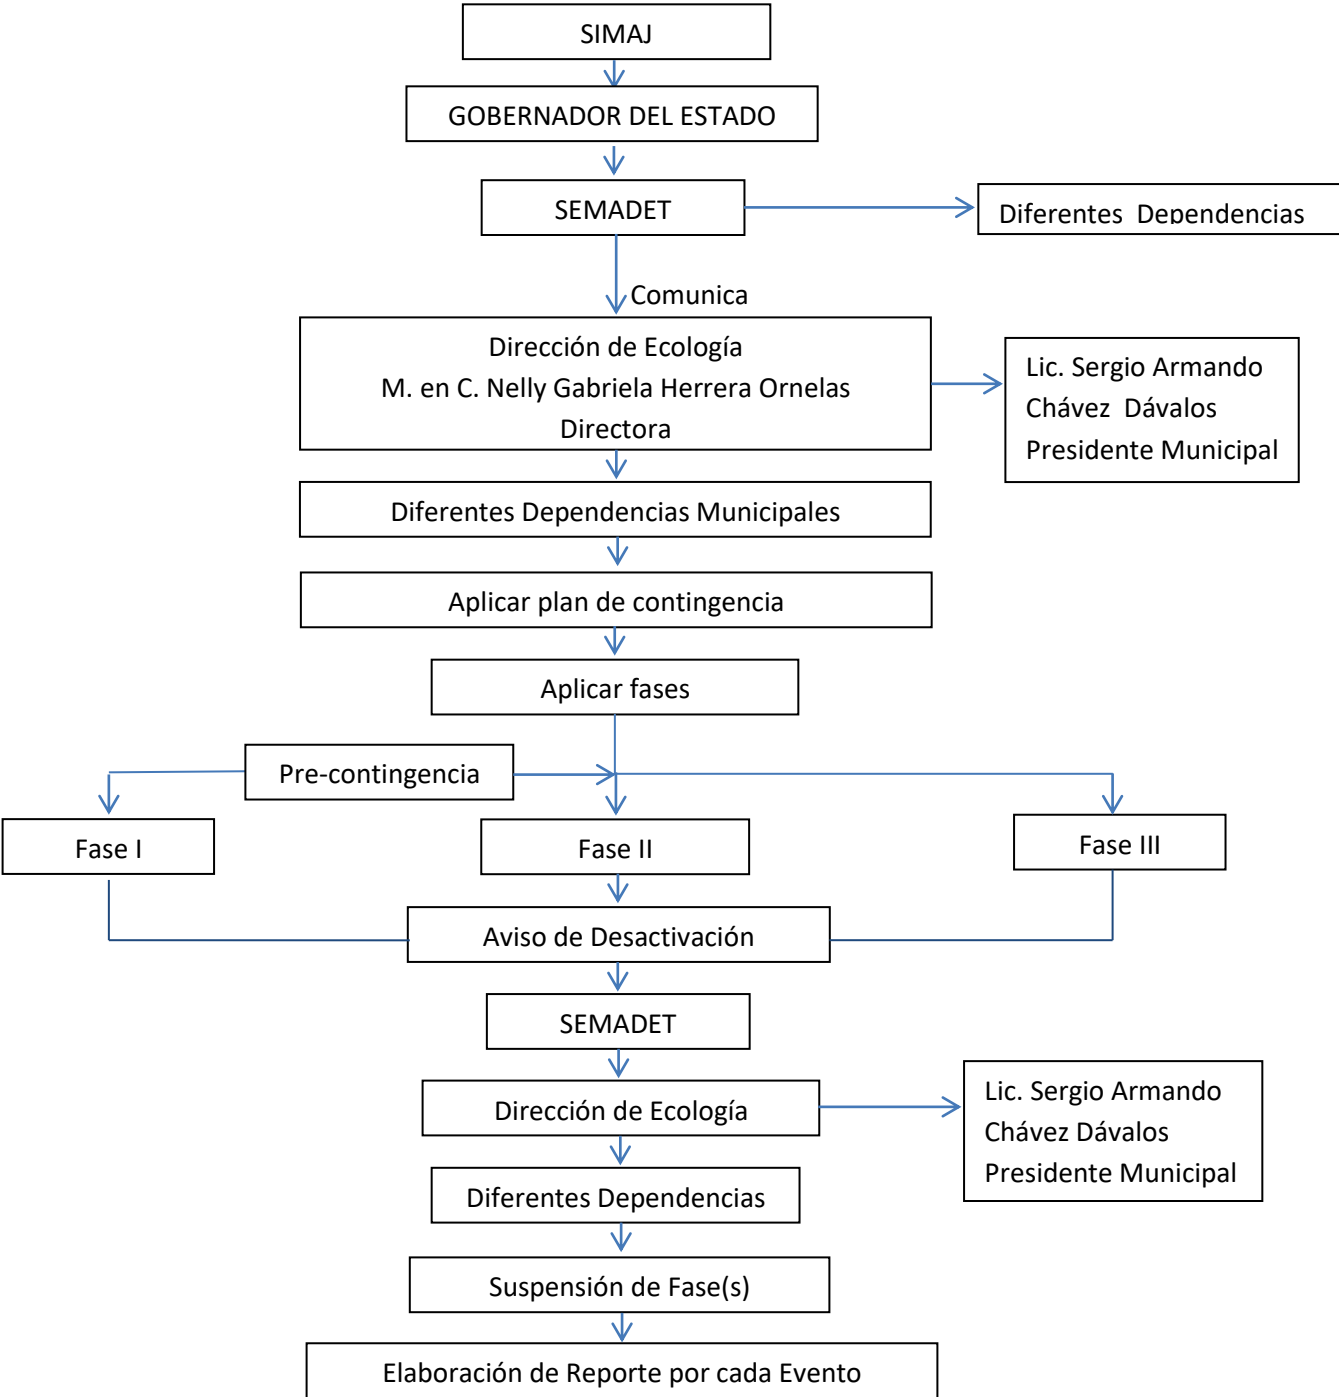 SIMAJ
GOBERNADOR DEL ESTADO
SEMADET
Diferentes Dependencias
Comunica
Dirección de Ecología
M. en C. Nelly Gabriela Herrera Ornelas
Directora
Lic. Sergio Armando
Chávez Dávalos
Presidente Municipal
Diferentes Dependencias Municipales
Aplicar plan de contingencia
Aplicar fases
Pre-contingencia
Fase I
Fase II
Fase III
Aviso de Desactivación
SEMADET
Dirección de Ecología
Lic. Sergio Armando
Chávez Dávalos
Presidente Municipal
Diferentes Dependencias
Suspensión de Fase(s)
Elaboración de Reporte por cada Evento